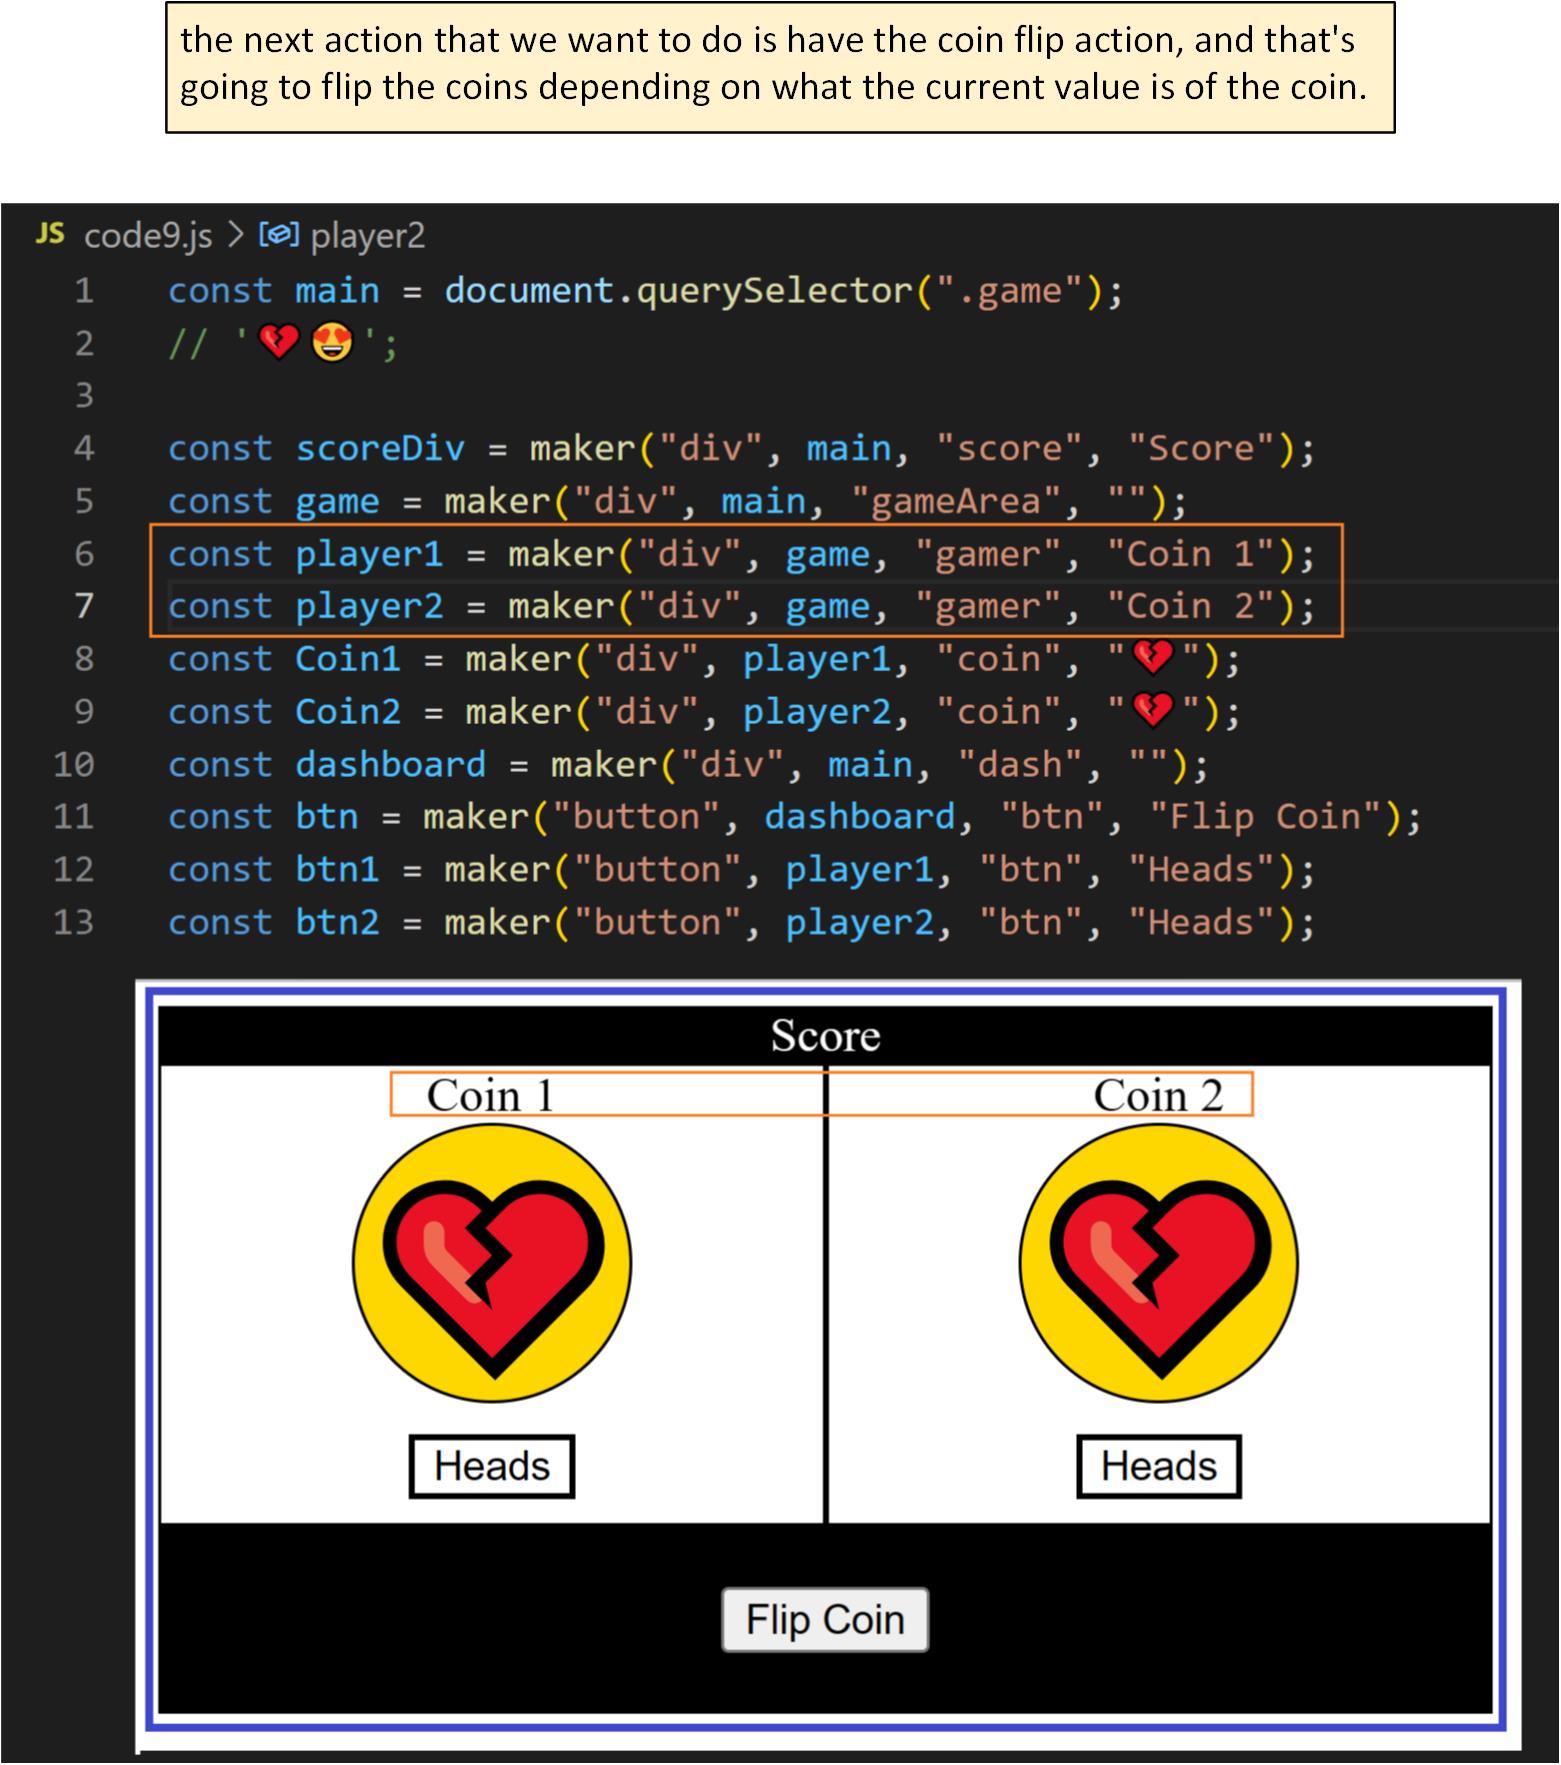 the next action that we want to do is have the coin flip action, and that's
going to flip the coins depending on what the current value is of the coin.
JS code9.js > player2
1 const main = document.querySelector(".game");
2 // '💔😍';
3
4 const scoreDiv = maker("div", main, "score", "Score");
5 const game = maker("div", main, "gameArea", "");
6 const player1 = maker("div", game, "gamer", "Coin 1");
7 const player2 = maker("div", game, "gamer", "Coin 2");
8 const Coin1 = maker("div", player1, "coin", "💔");
9 const Coin2 = maker("div", player2, "coin", "💔");
10 const dashboard = maker("div", main, "dash", "");
11 const btn = maker("button", dashboard, "btn", "Flip Coin");
12 const btn1 = maker("button", player1, "btn", "Heads");
13 const btn2 = maker("button", player2, "btn", "Heads");
Score
Coin 1 Coin 2
Heads Heads
Flip Coin